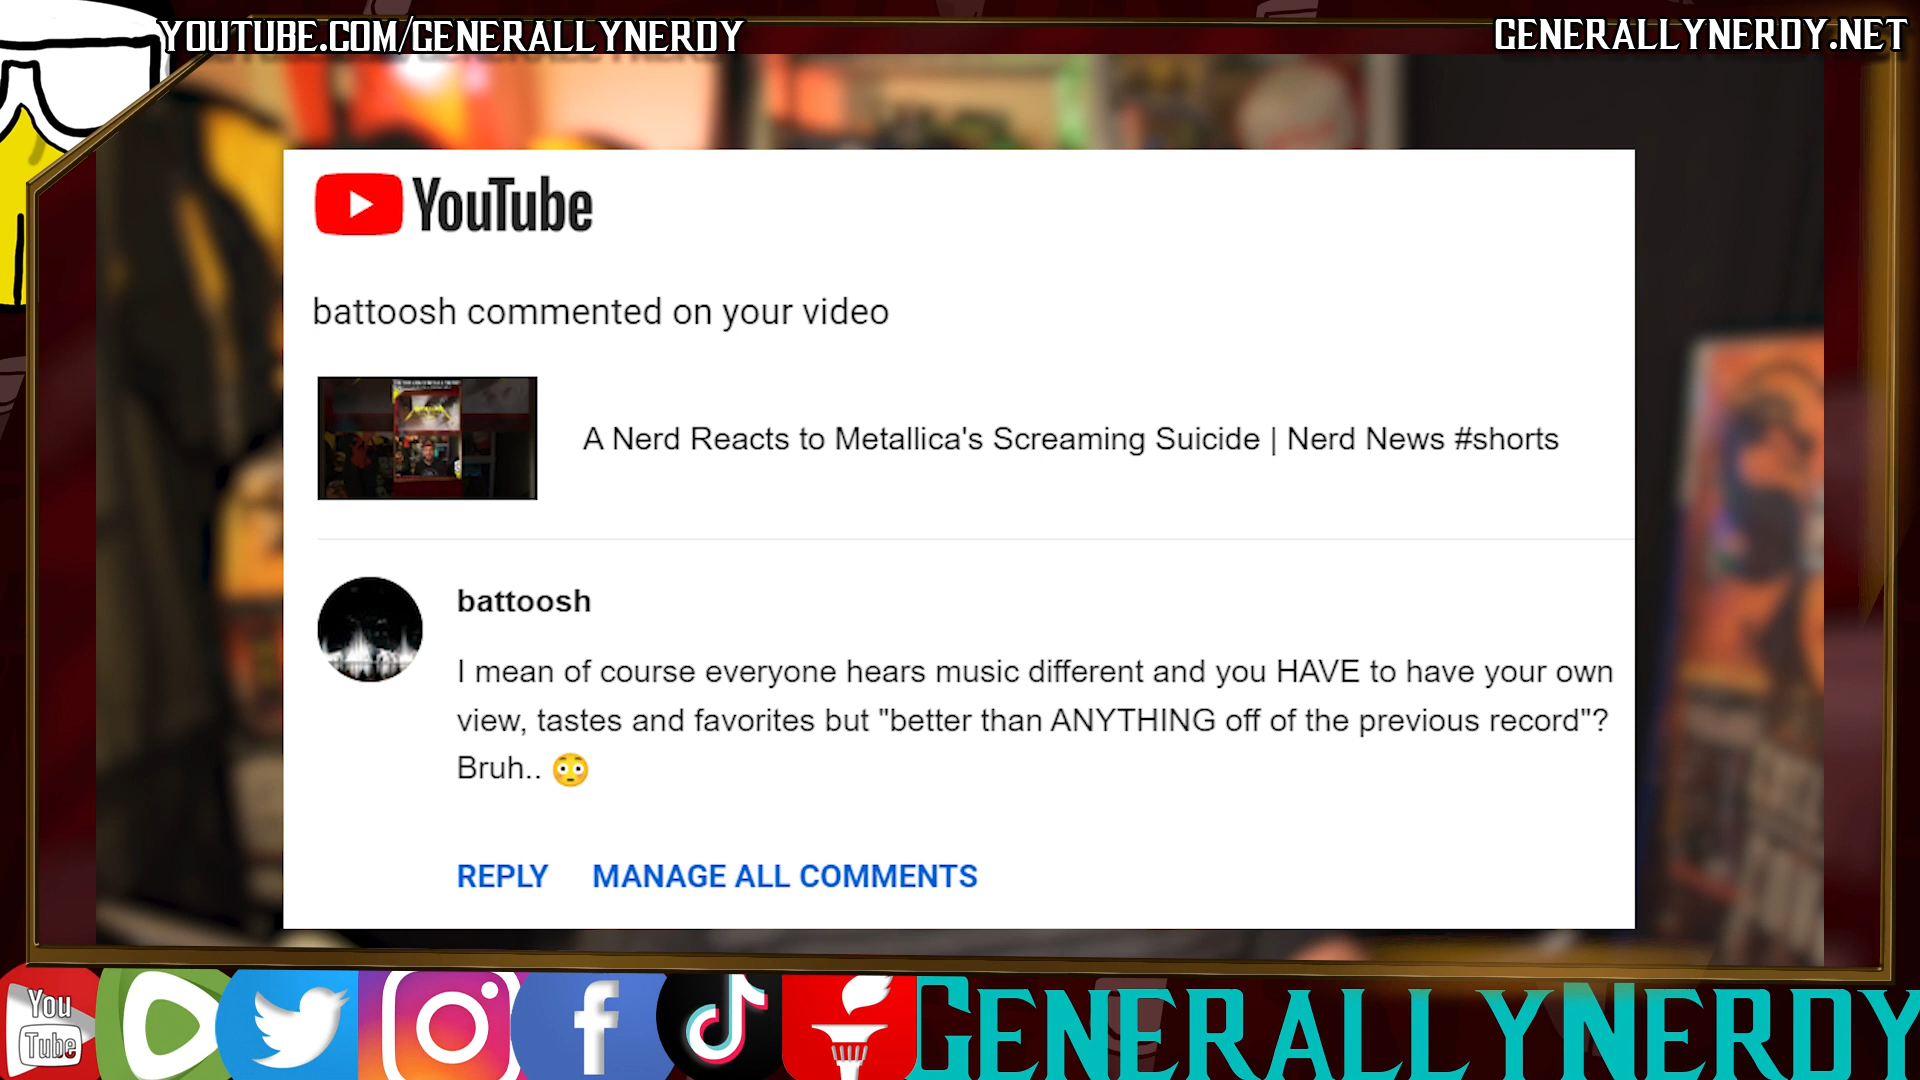 YOUTUBE.COM/GENERALLYNERDY
GENERALLYNERDY.NET
YouTube
battoosh commented on your video
A Nerd Reacts to Metallica's Screaming Suicide | Nerd News #shorts
battoosh
I mean of course everyone hears music different and you HAVE to have your own
view, tastes and favorites but "better than ANYTHING off of the previous record"?
Bruh.. 😳
REPLY MANAGE ALL COMMENTS
You
Tube
GENERALLYNERDY